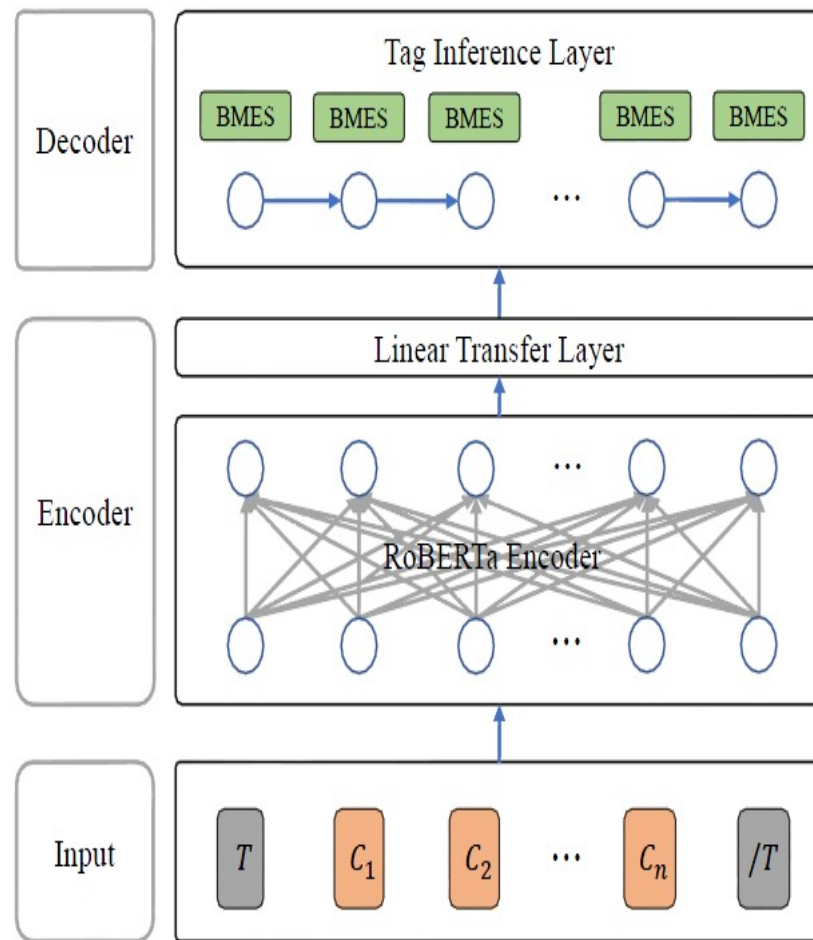 Tag Inference Layer
BMES BMES BMES ... BMES BMES
Decoder
...
Linear Transfer Layer
Encoder
...
RoBERTa Encoder
...
Input
T C₁ C₂ ... Cₙ /T